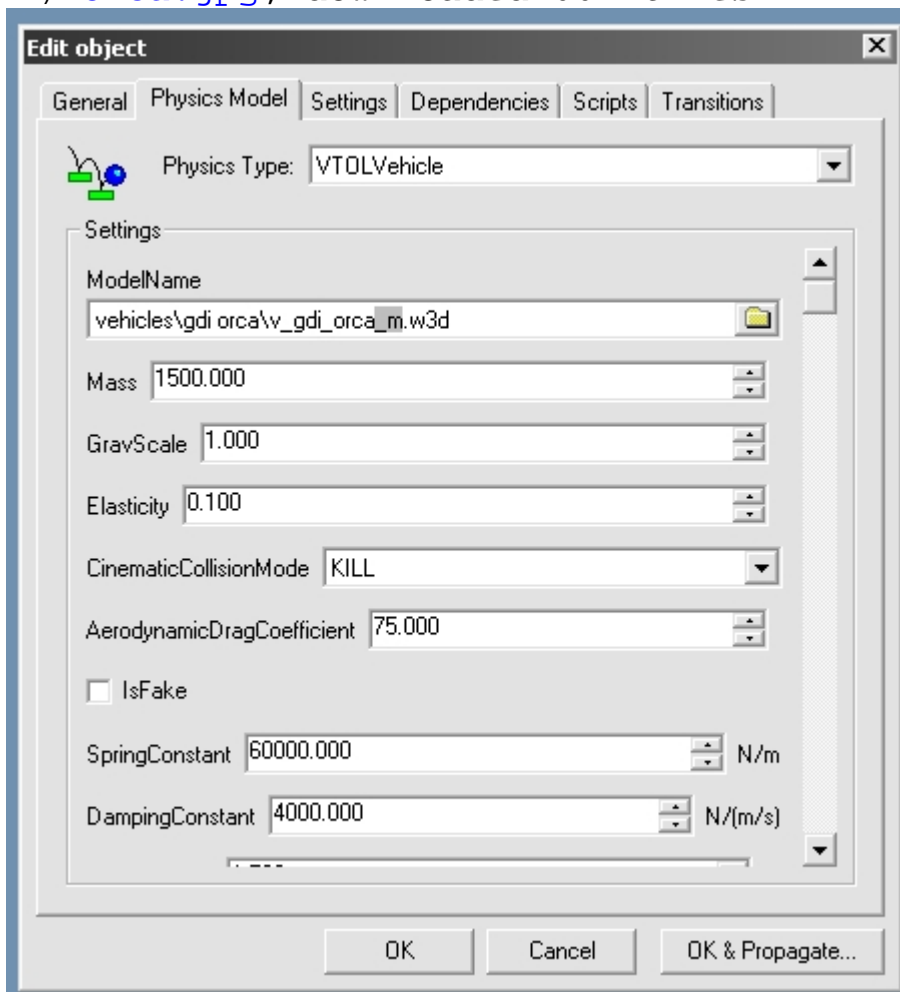 Edit object
General Physics Model Settings Dependencies Scripts Transitions
Physics Type: VTOLVehicle
Settings
ModelName
vehicles\gdi orca\v_gdi_orca_m.w3d
Mass 1500.000
GravScale 1.000
Elasticity 0.100
CinematicCollisionMode KILL
AerodynamicDragCoefficient 75.000
IsFake
SpringConstant 60000.000 N/m
DampingConstant 4000.000 N/(m/s)
OK Cancel OK & Propagate...